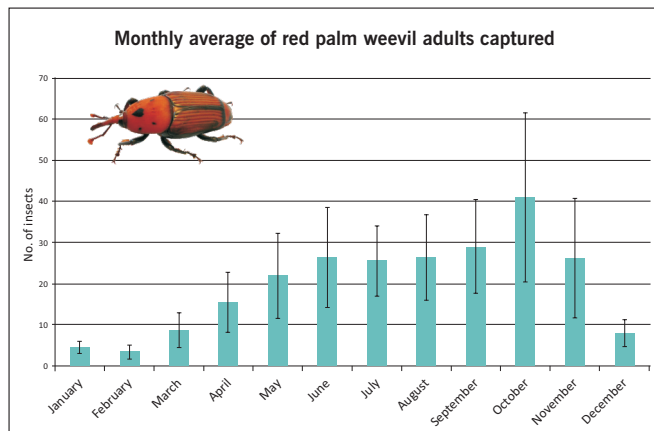 Monthly average of red palm weevil adults captured
70
60
50
40
30
20
10
0
No. of insects
January
February
March
April
May
June
July
August
September
October
November
December